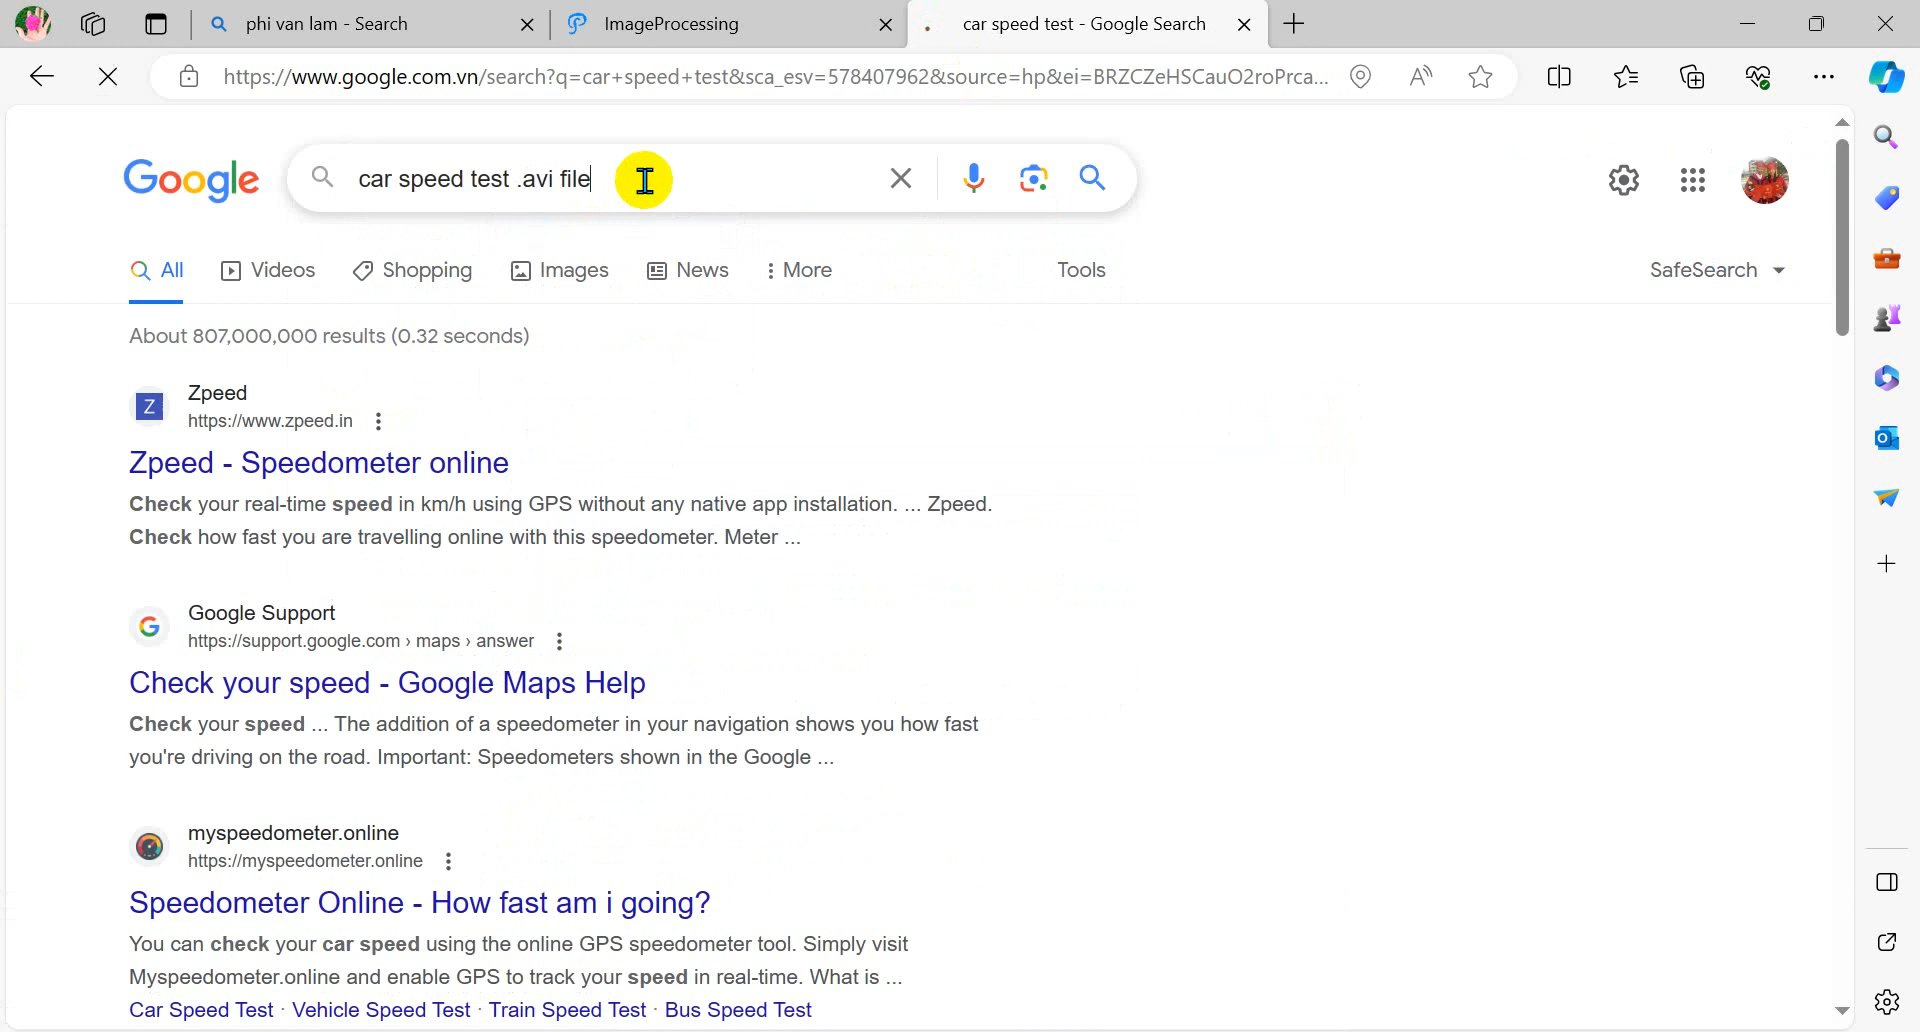 phi van lam - Search
ImageProcessing
car speed test - Google Search
https://www.google.com.vn/search?q=car+speed+test&sca_esv=578407962&source=hp&ei=BRZCZeHSCauO2roPrca...
Google
car speed test .avi file
All
Videos
Shopping
Images
News
More
Tools
SafeSearch
About 807,000,000 results (0.32 seconds)
Z
Zpeed
https://www.zpeed.in
Zpeed - Speedometer online
Check your real-time speed in km/h using GPS without any native app installation. ... Zpeed.
Check how fast you are travelling online with this speedometer. Meter ...
Google Support
https://support.google.com › maps › answer
Check your speed - Google Maps Help
Check your speed ... The addition of a speedometer in your navigation shows you how fast
you're driving on the road. Important: Speedometers shown in the Google ...
myspeedometer.online
https://myspeedometer.online
Speedometer Online - How fast am i going?
You can check your car speed using the online GPS speedometer tool. Simply visit
Myspeedometer.online and enable GPS to track your speed in real-time. What is ...
Car Speed Test · Vehicle Speed Test · Train Speed Test · Bus Speed Test